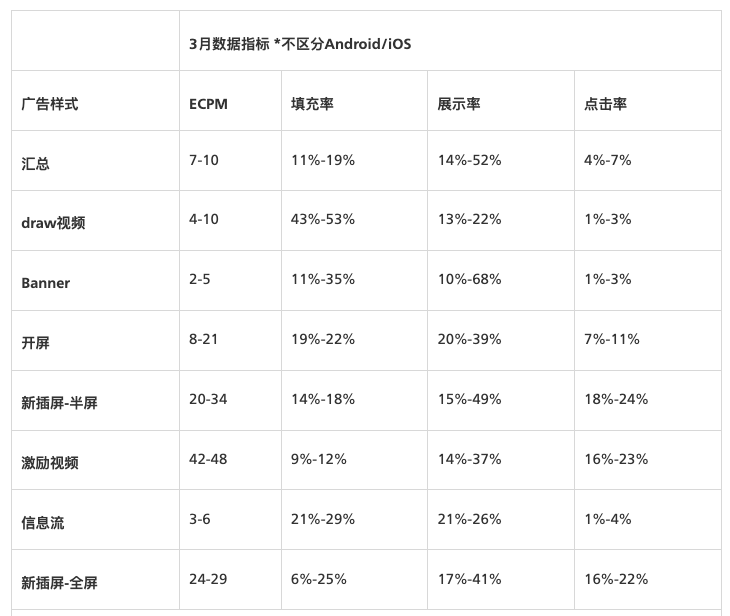 3月数据指标 *不区分Android/iOS
广告样式 ECPM 填充率 展示率 点击率
汇总 7-10 11%-19% 14%-52% 4%-7%
draw视频 4-10 43%-53% 13%-22% 1%-3%
Banner 2-5 11%-35% 10%-68% 1%-3%
开屏 8-21 19%-22% 20%-39% 7%-11%
新插屏-半屏 20-34 14%-18% 15%-49% 18%-24%
激励视频 42-48 9%-12% 14%-37% 16%-23%
信息流 3-6 21%-29% 21%-26% 1%-4%
新插屏-全屏 24-29 6%-25% 17%-41% 16%-22%